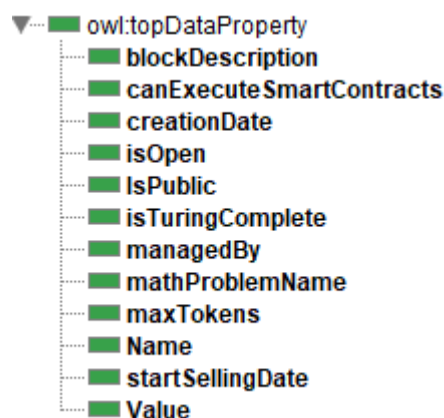 owl:topDataProperty
blockDescription
canExecuteSmartContracts
creationDate
isOpen
IsPublic
isTuringComplete
managedBy
mathProblemName
maxTokens
Name
startSellingDate
Value